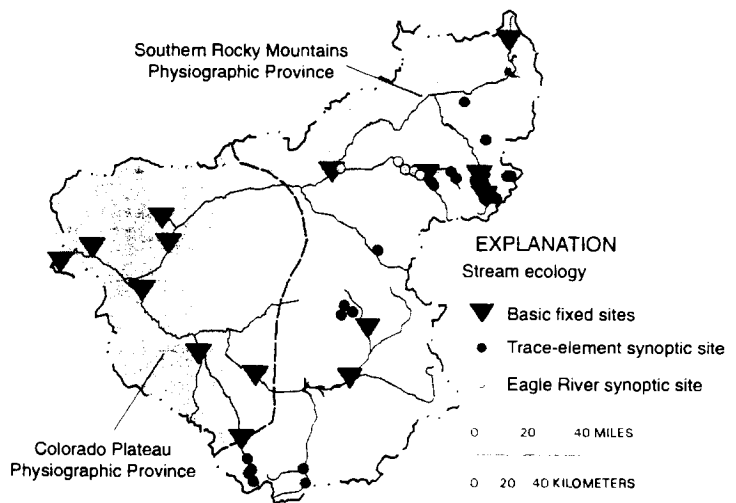 Southern Rocky Mountains
Physiographic Province
EXPLANATION
Stream ecology
Basic fixed sites
Trace-element synoptic site
Eagle River synoptic site
0 20 40 MILES
0 20 40 KILOMETERS
Colorado Plateau
Physiographic Province